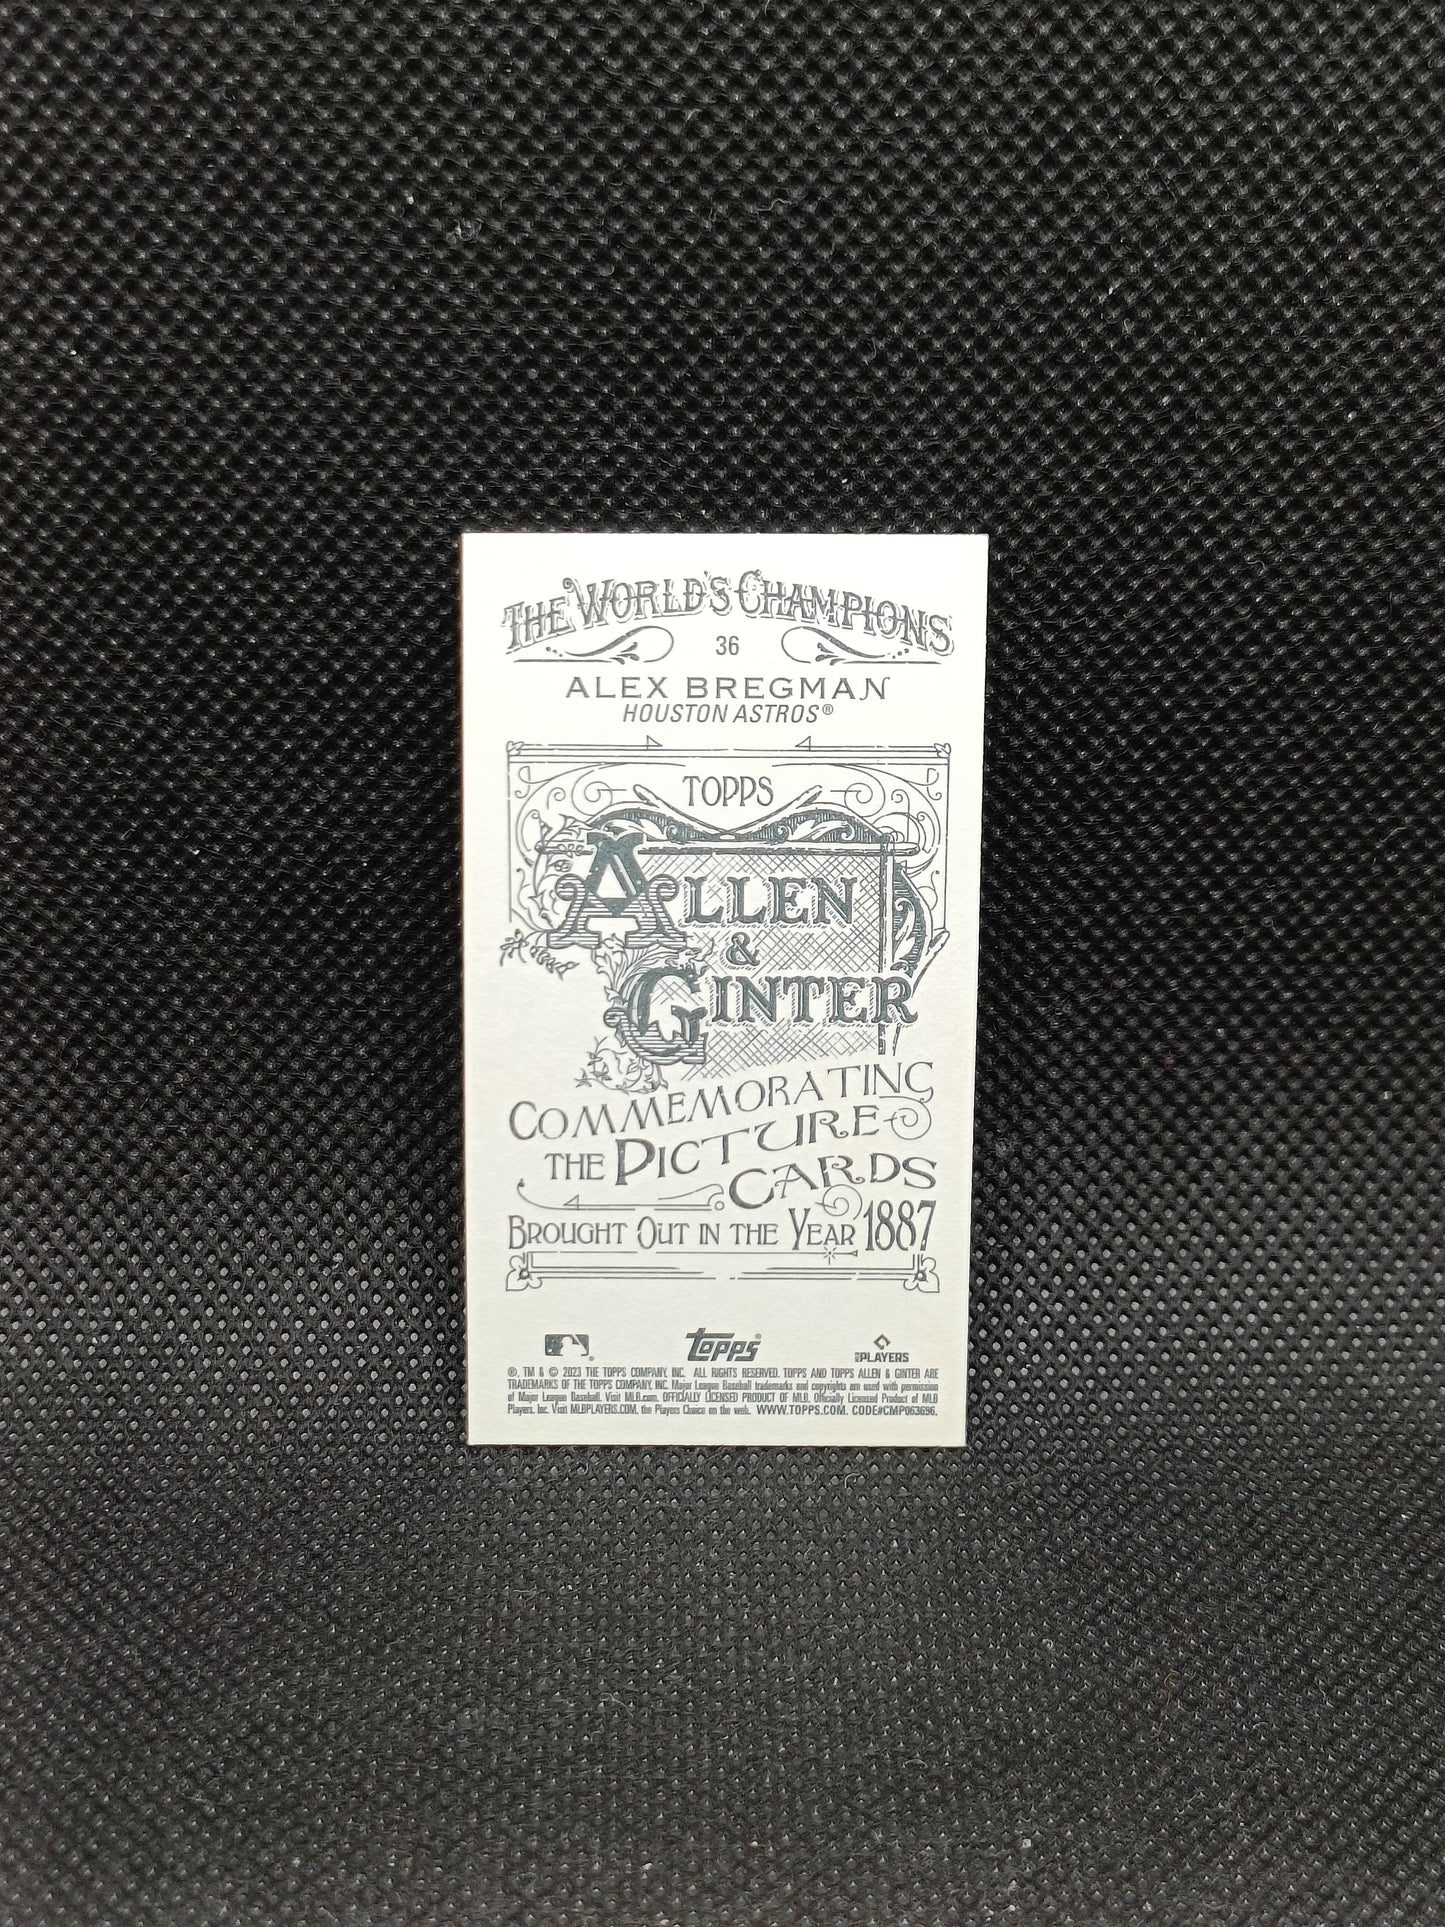 THE WORLD'S CHAMPIONS
36
ALEX BREGMAN
HOUSTON ASTROS®
TOPPS
ALLEN
&
GINTER
COMMEMORATING
THE PICTURE
CARDS
BROUGHT OUT IN THE YEAR 1887
topps
PLAYERS
®, TM & © 2023 THE TOPPS COMPANY, INC. ALL RIGHTS RESERVED. TOPPS AND TOPPS ALLEN & GINTER ARE
TRADEMARKS OF THE TOPPS COMPANY, INC. Major League Baseball trademarks and copyrights are used with permission
of Major League Baseball. Visit MLB.com. OFFICIALLY LICENSED PRODUCT OF MLB. Officially Licensed Product of MLB
Players, Inc. Visit MLBPLAYERS.COM, the Players Choice on the web. WWW.TOPPS.COM. CODE#CMP063696.